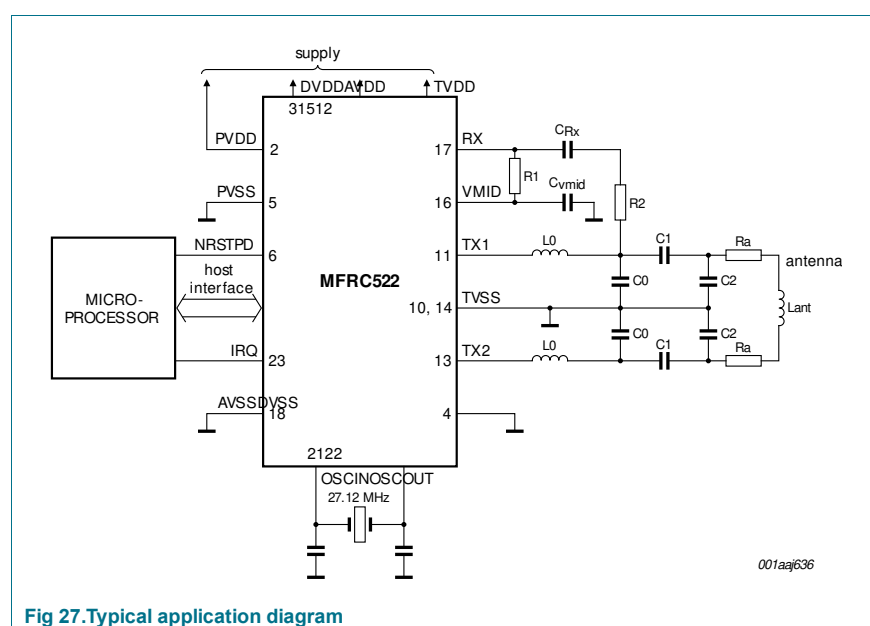 supply
DVDDAVDD TVDD
31512
PVDD
2
PVSS
5
NRSTPD
6
host
interface
MICRO-
PROCESSOR
IRQ
23
AVSSDVSS
18
MFRC522
RX
17
VMID
16
TX1
11
TVSS
10, 14
TX2
13
4
CRx
R1
Cvmid
R2
L0
C1
Ra
antenna
C0
C2
Lant
C0
C2
L0
C1
Ra
2122
OSCINOSCOUT
27.12 MHz
001aaj636
Fig 27.Typical application diagram